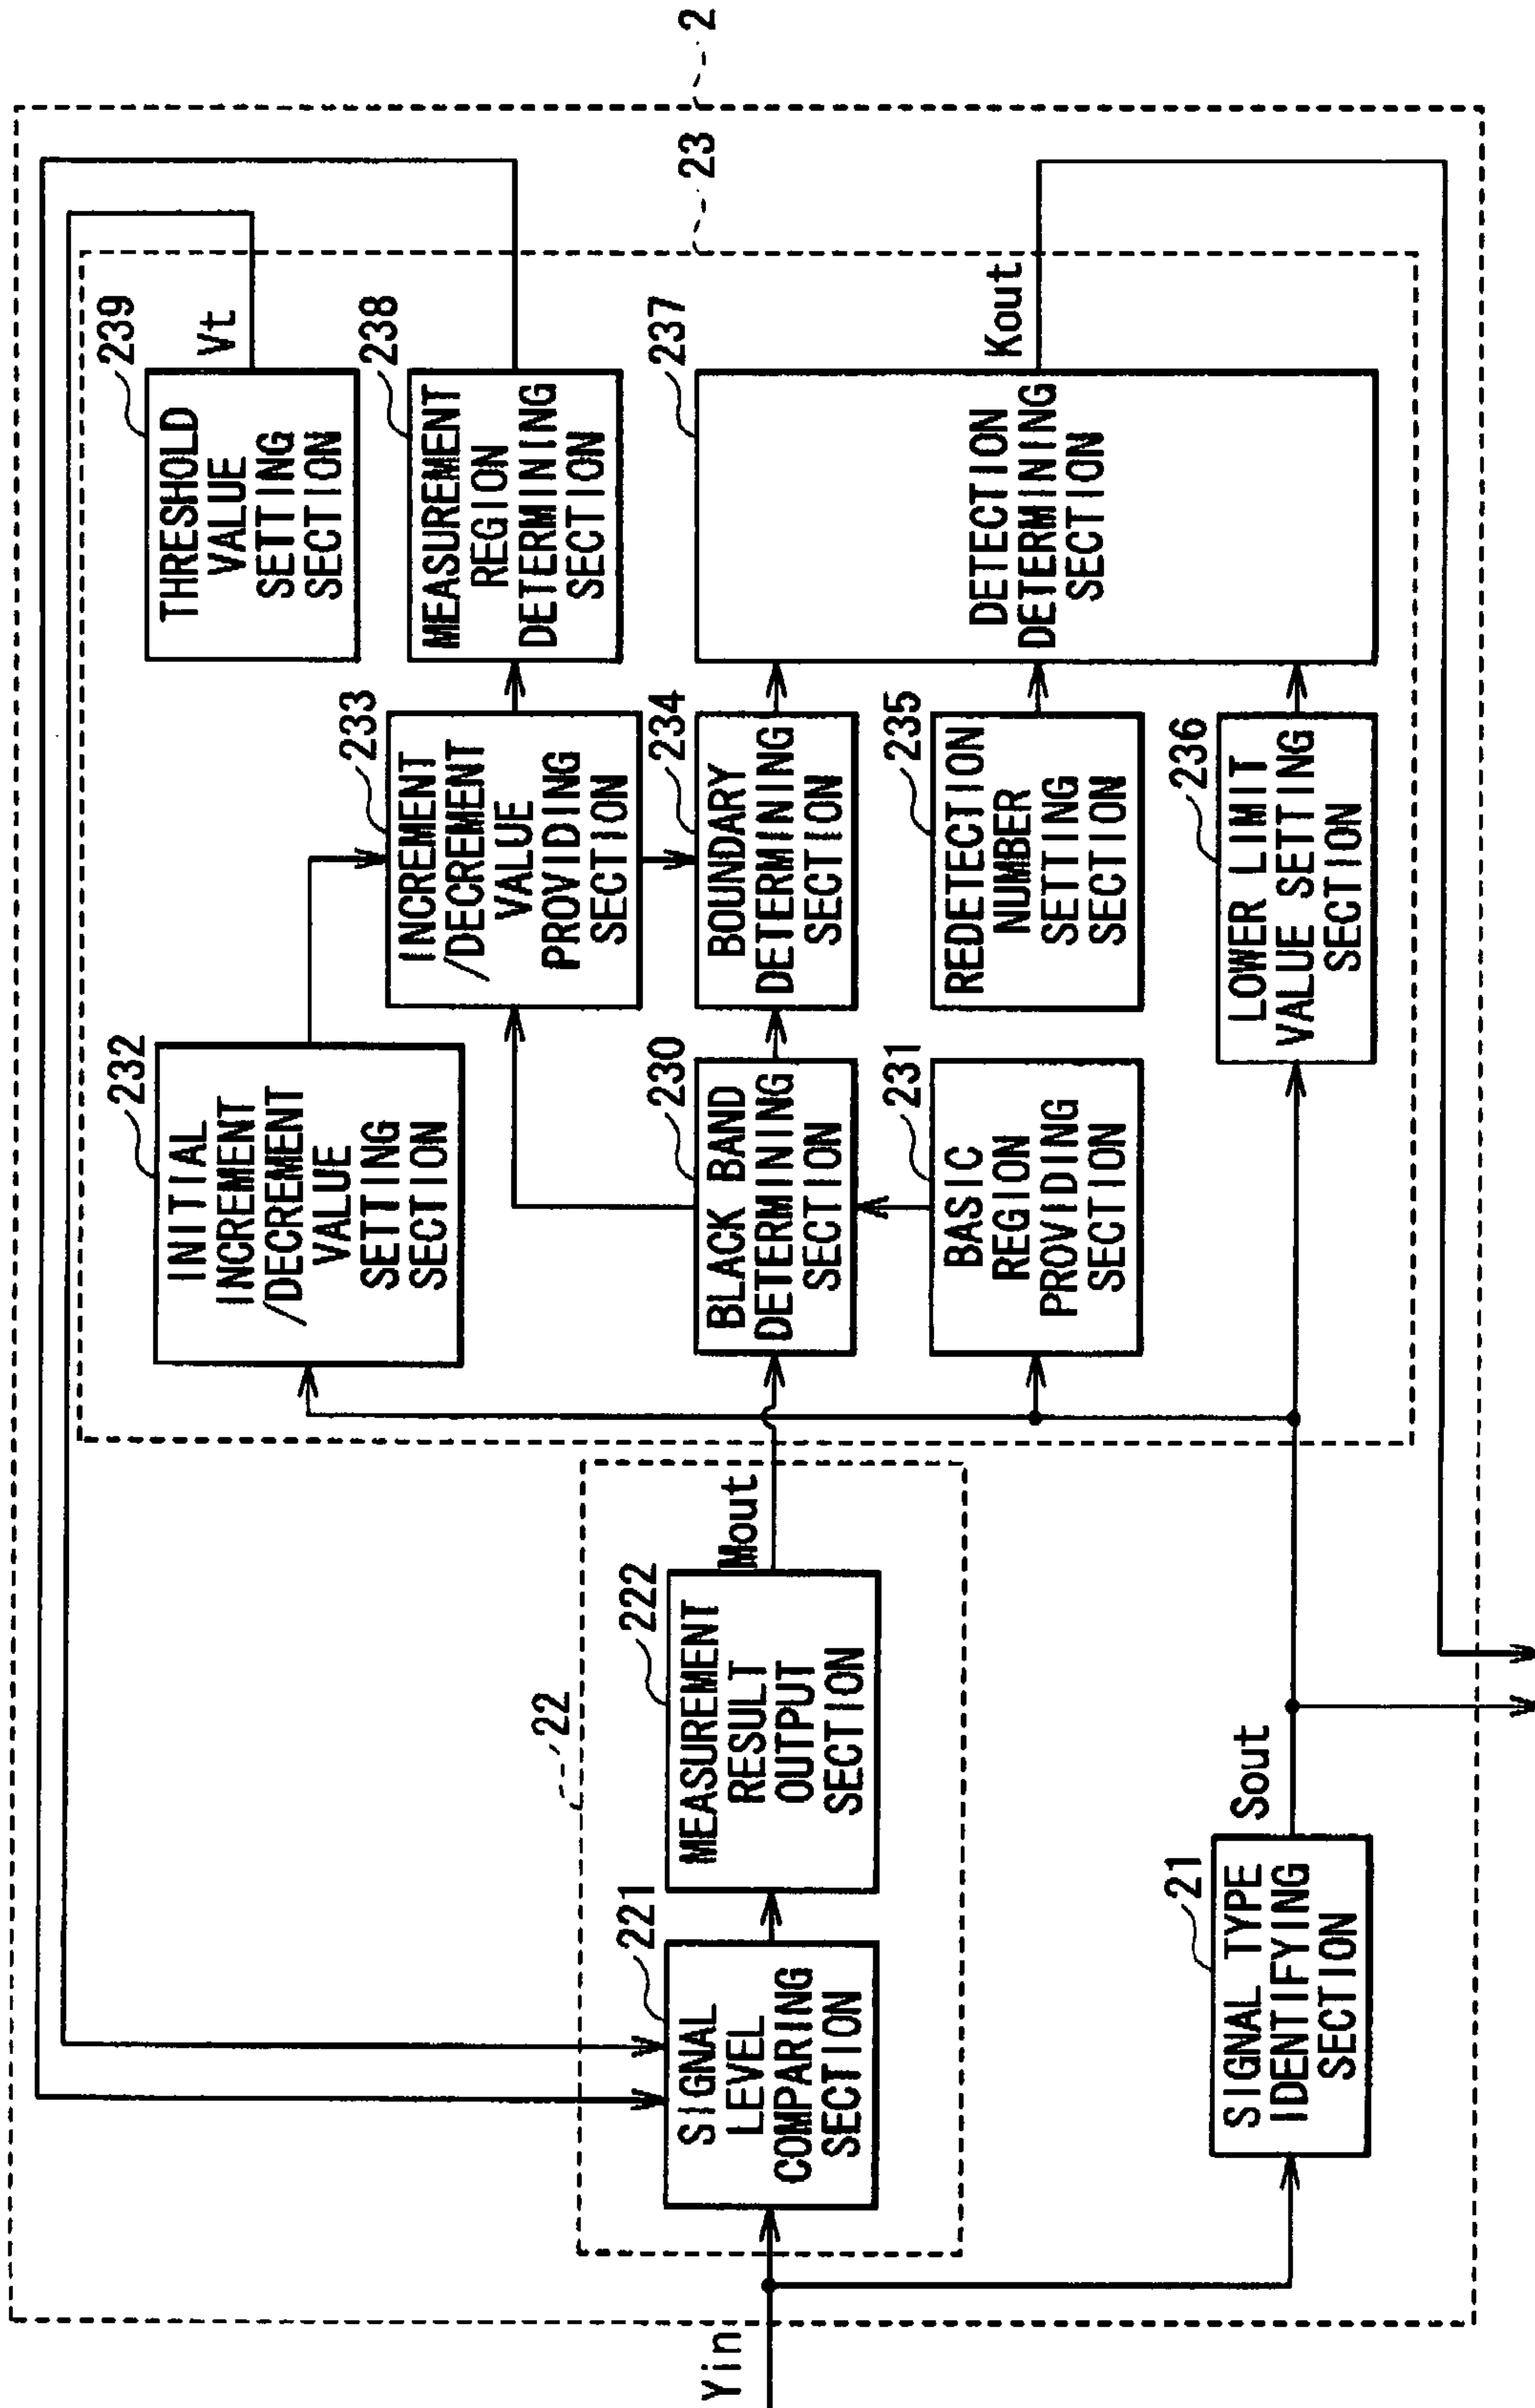 2
23
239
THRESHOLD
VALUE
SETTING
SECTION
Vt
232
INITIAL
INCREMENT
/DECREMENT
VALUE
SETTING
SECTION
233
INCREMENT
/DECREMENT
VALUE
PROVIDING
SECTION
238
MEASUREMENT
REGION
DETERMINING
SECTION
22
221
SIGNAL
LEVEL
COMPARING
SECTION
222
MEASUREMENT
RESULT
OUTPUT
SECTION
Mout
230
BLACK BAND
DETERMINING
SECTION
234
BOUNDARY
DETERMINING
SECTION
237
DETECTION
DETERMINING
SECTION
Kout
Yin
231
BASIC
REGION
PROVIDING
SECTION
235
REDETECTION
NUMBER
SETTING
SECTION
21
SIGNAL TYPE
IDENTIFYING
SECTION
Sout
236
LOWER LIMIT
VALUE SETTING
SECTION